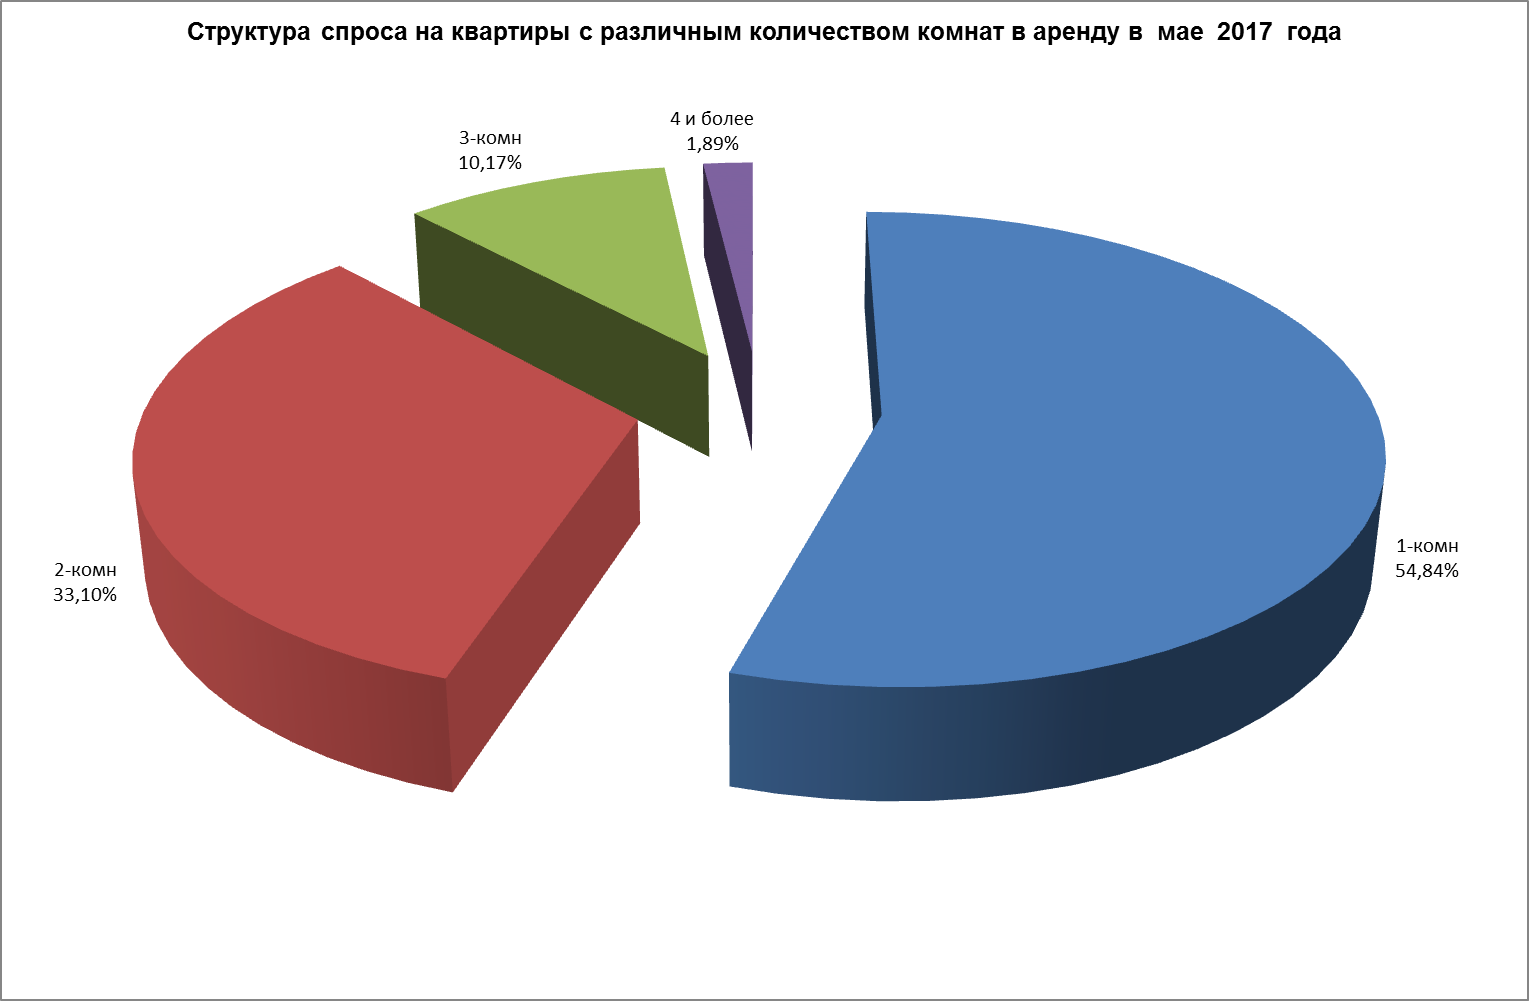 Структура спроса на квартиры с различным количеством комнат в аренду в мае 2017 года
4 и более
1,89%
3-комн
10,17%
1-комн
54,84%
2-комн
33,10%